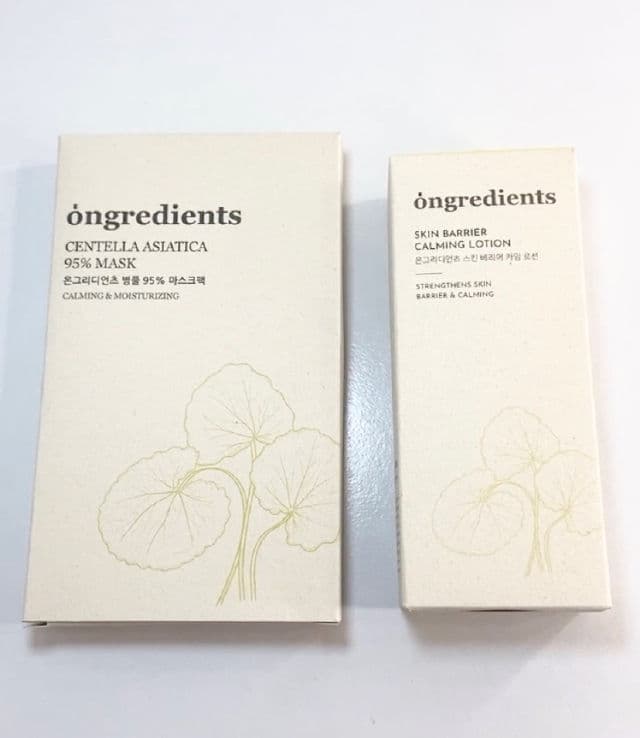 ongredients
CENTELLA ASIATICA
95% MASK
온그리디언츠 병풀 95% 마스크팩
CALMING & MOISTURIZING
ongredients
SKIN BARRIER
CALMING LOTION
온그리디언츠 스킨 베리어 카밍 로션
STRENGTHENS SKIN
BARRIER & CALMING